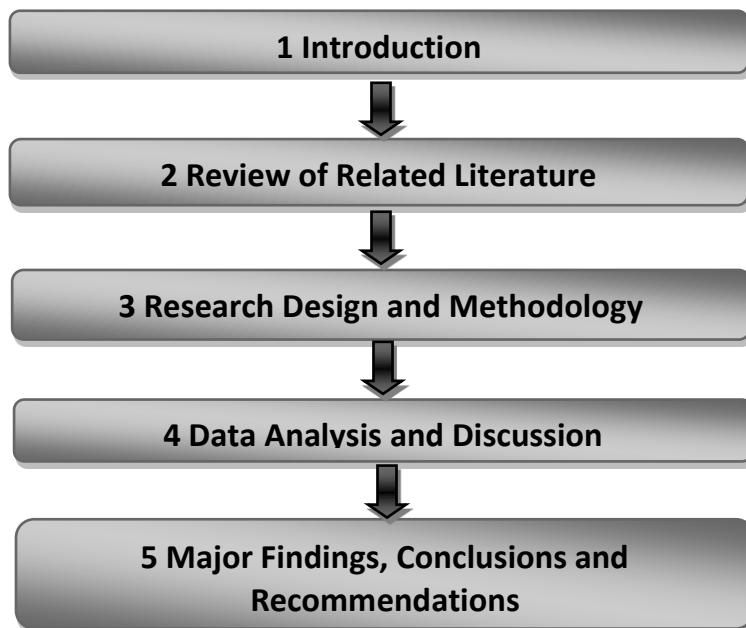 1 Introduction
2 Review of Related Literature
3 Research Design and Methodology
4 Data Analysis and Discussion
5 Major Findings, Conclusions and
Recommendations